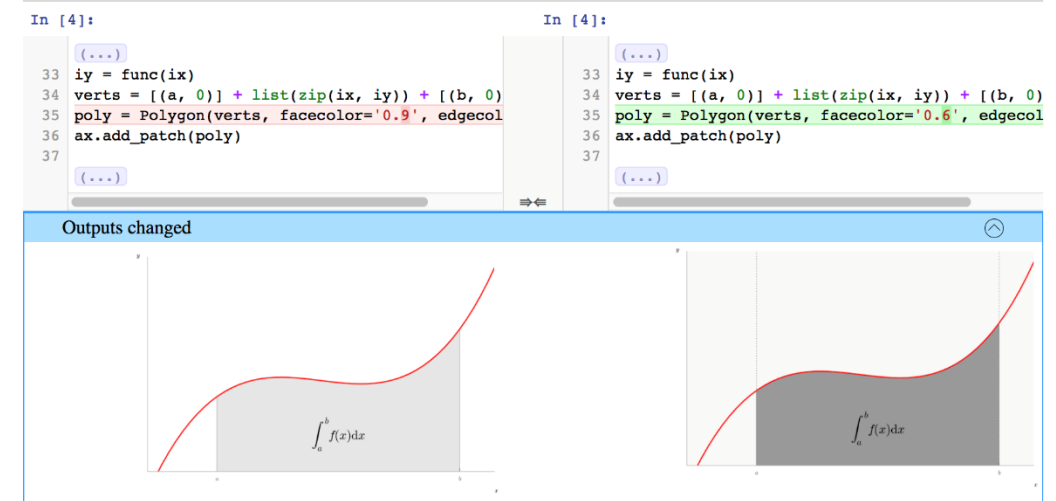 In [4]:
(...)
33 iy = func(ix)
34 verts = [(a, 0)] + list(zip(ix, iy)) + [(b, 0)
35 poly = Polygon(verts, facecolor='0.9', edgecol
36 ax.add_patch(poly)
37
(...)
In [4]:
(...)
33 iy = func(ix)
34 verts = [(a, 0)] + list(zip(ix, iy)) + [(b, 0)
35 poly = Polygon(verts, facecolor='0.6', edgecol
36 ax.add_patch(poly)
37
(...)
Outputs changed
∫ₐᵇ f(x)dx
a b
∫ₐᵇ f(x)dx
a b